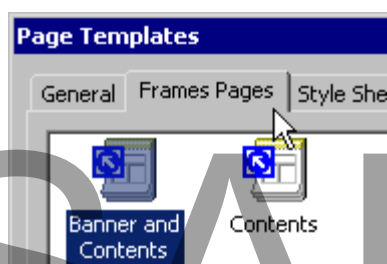 Page Templates
General Frames Pages Style She
Banner and Contents
Contents